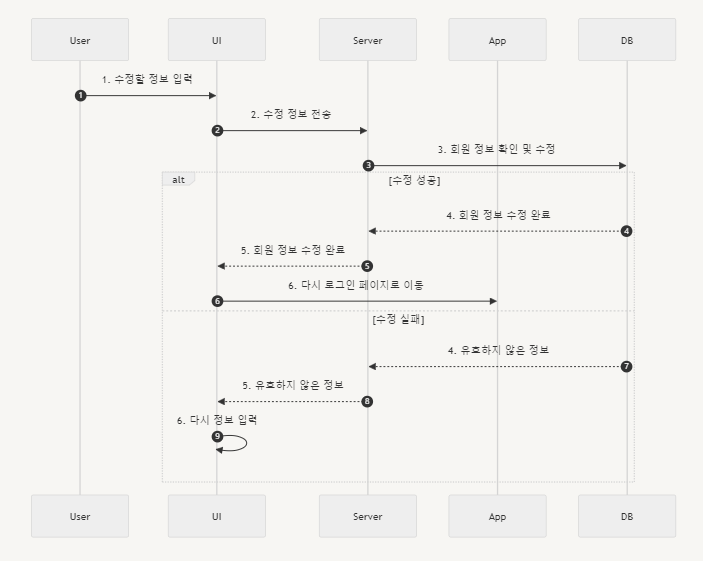 User
UI
Server
App
DB
1. 수정할 정보 입력
1
2. 수정 정보 전송
2
3. 회원 정보 확인 및 수정
3
alt
[수정 성공]
4. 회원 정보 수정 완료
4
5. 회원 정보 수정 완료
5
6. 다시 로그인 페이지로 이동
6
[수정 실패]
4. 유효하지 않은 정보
7
5. 유효하지 않은 정보
8
6. 다시 정보 입력
9
User
UI
Server
App
DB